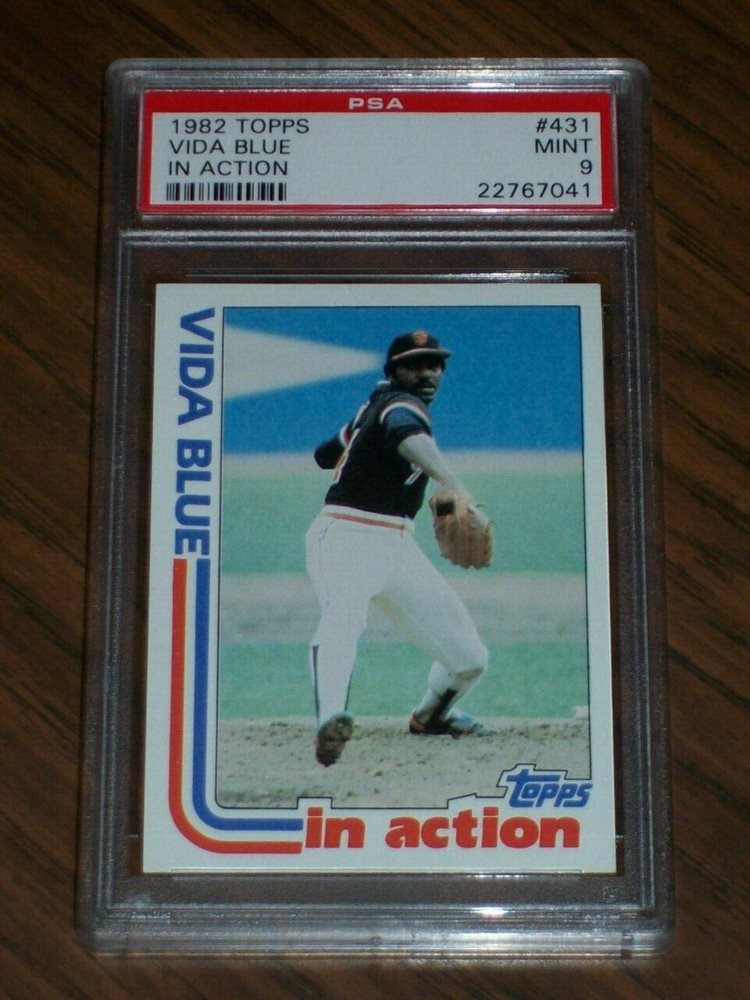 PSA
1982 TOPPS #431
VIDA BLUE MINT
IN ACTION 9
22767041
VIDA BLUE
TOPPS
in action